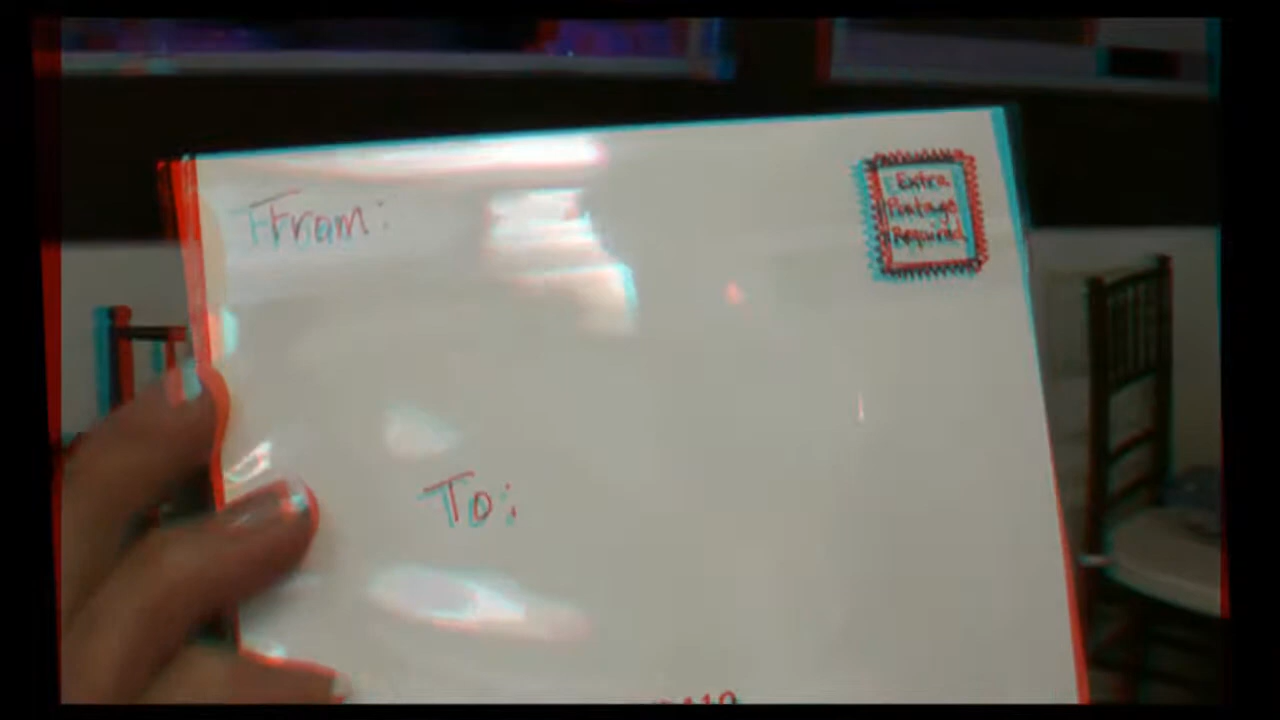 From:
Extra
Postage
Required
To: